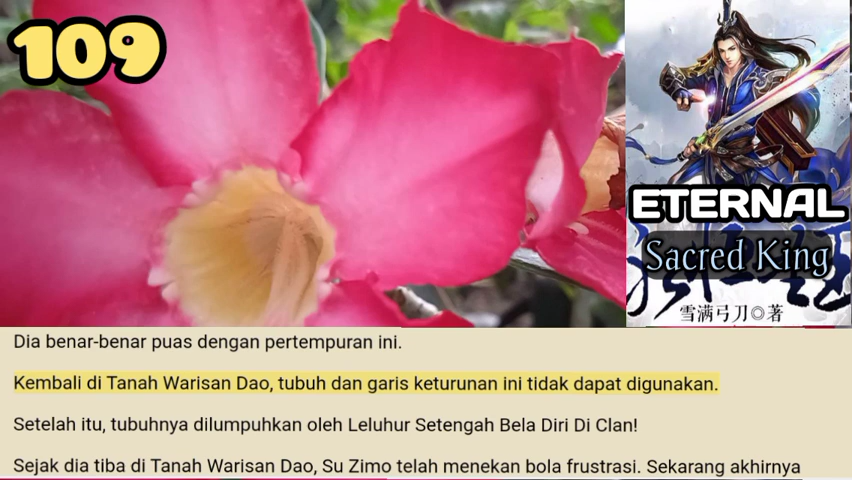 109
ETERNAL
Sacred King
雪满弓刀◎著
Dia benar-benar puas dengan pertempuran ini.
Kembali di Tanah Warisan Dao, tubuh dan garis keturunan ini tidak dapat digunakan.
Setelah itu, tubuhnya dilumpuhkan oleh Leluhur Setengah Bela Diri Di Clan!
Sejak dia tiba di Tanah Warisan Dao, Su Zimo telah menekan bola frustrasi. Sekarang akhirnya